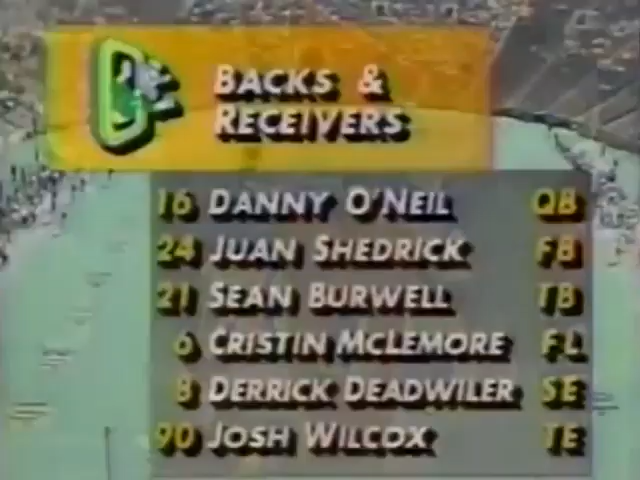 BACKS &
RECEIVERS
16 DANNY O'NEIL QB
24 JUAN SHEDRICK FB
21 SEAN BURWELL TB
6 CRISTIN MCLEMORE FL
8 DERRICK DEADWILER SE
90 JOSH WILCOX TE